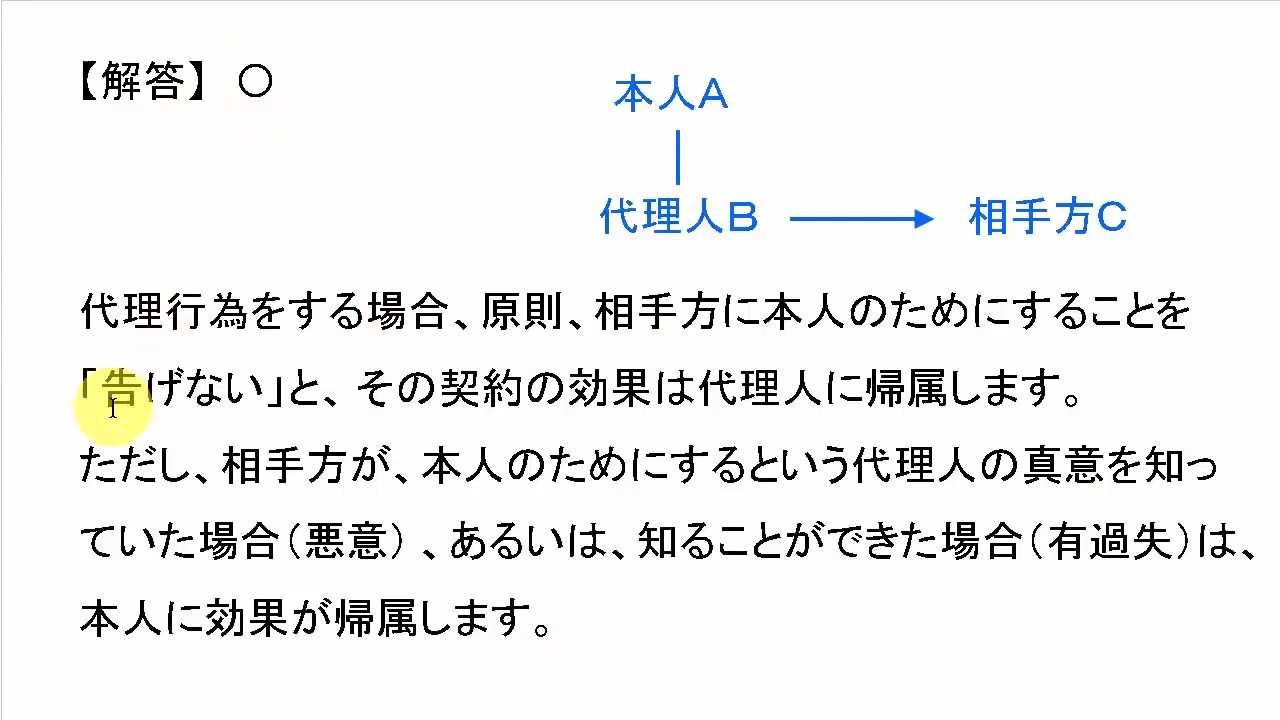 【解答】 ○
本人A
代理人B
相手方C
代理行為をする場合、原則、相手方に本人のためにすることを
「告げない」と、その契約の効果は代理人に帰属します。
ただし、相手方が、本人のためにするという代理人の真意を知っ
ていた場合（悪意）、あるいは、知ることができた場合（有過失）は、
本人に効果が帰属します。